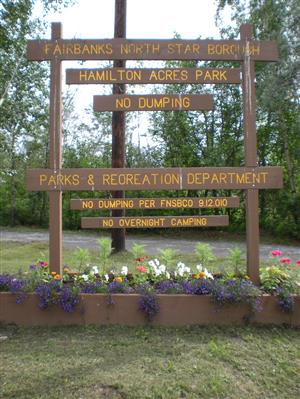 FAIRBANKS NORTH STAR BOROUGH
HAMILTON ACRES PARK
NO DUMPING
PARKS & RECREATION DEPARTMENT
NO DUMPING PER FNSBCO 9.12.010
NO OVERNIGHT CAMPING